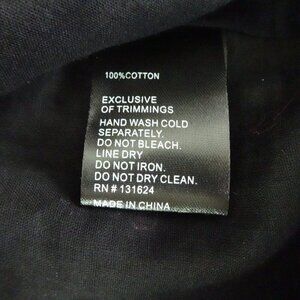 100%COTTON
EXCLUSIVE
OF TRIMMINGS
HAND WASH COLD
SEPARATELY.
DO NOT BLEACH.
LINE DRY
DO NOT IRON.
DO NOT DRY CLEAN.
RN # 131624
MADE IN CHINA